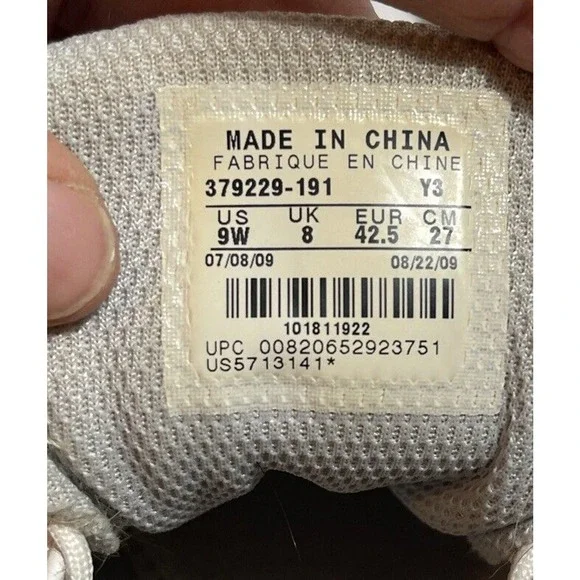 MADE IN CHINA
FABRIQUE EN CHINE
379229-191 Y3
US UK EUR CM
9W 8 42.5 27
07/08/09 08/22/09
101811922
UPC 00820652923751
US5713141*